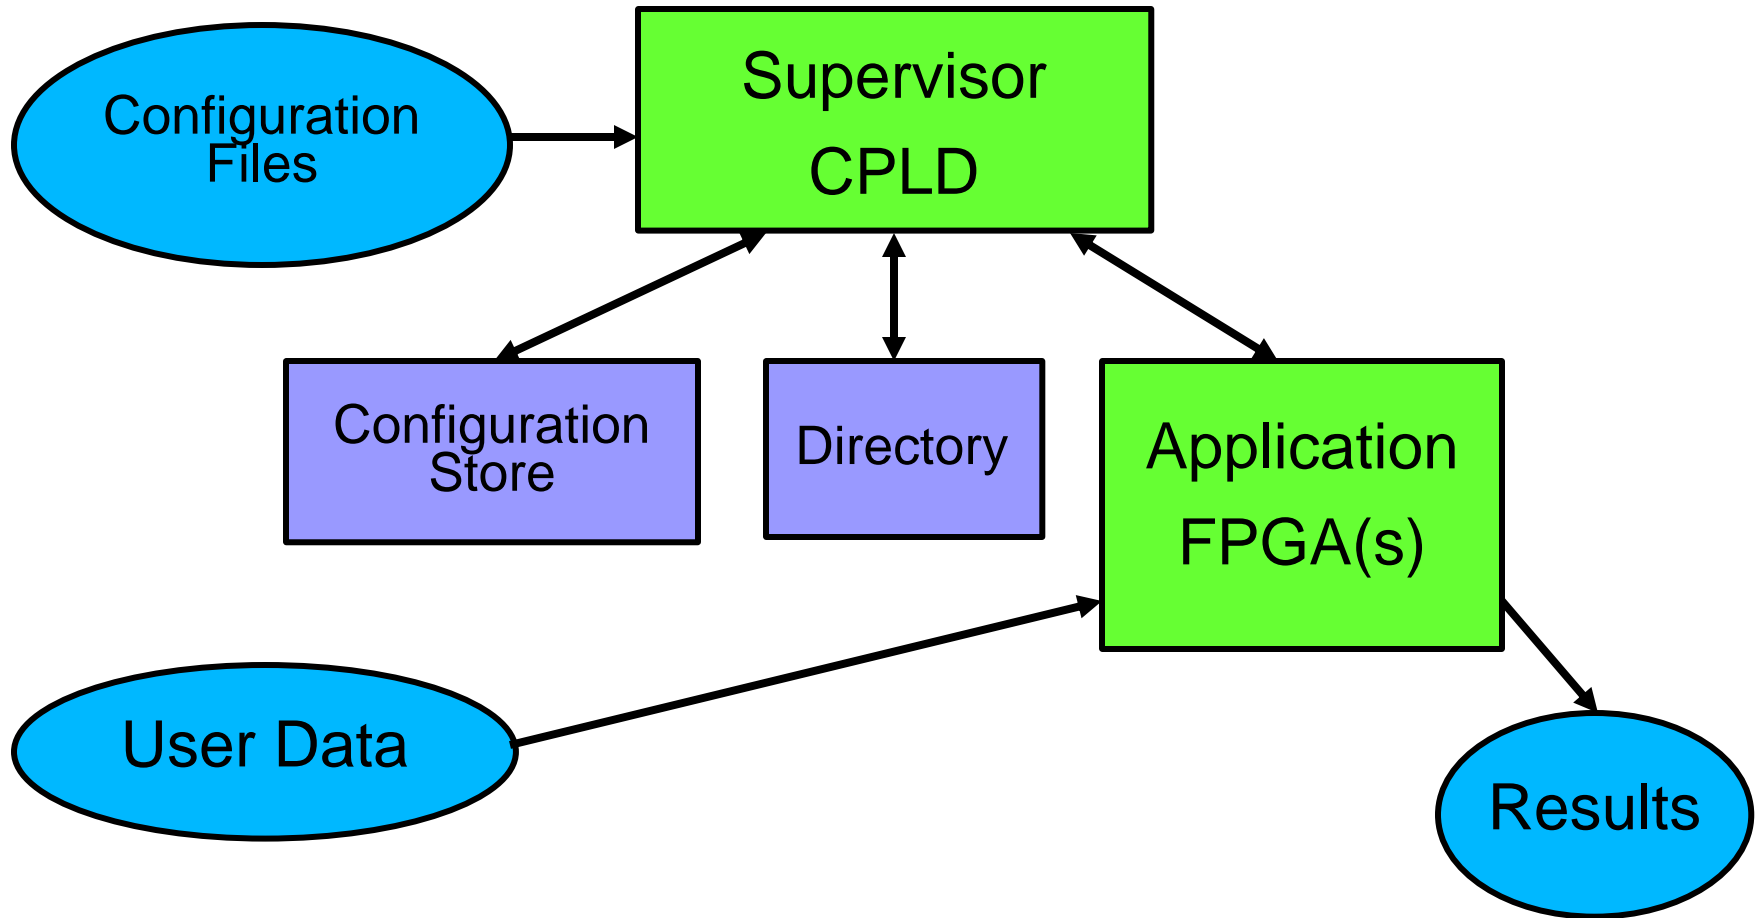 Configuration
Files
Supervisor
CPLD
Configuration
Store
Directory
Application
FPGA(s)
User Data
Results